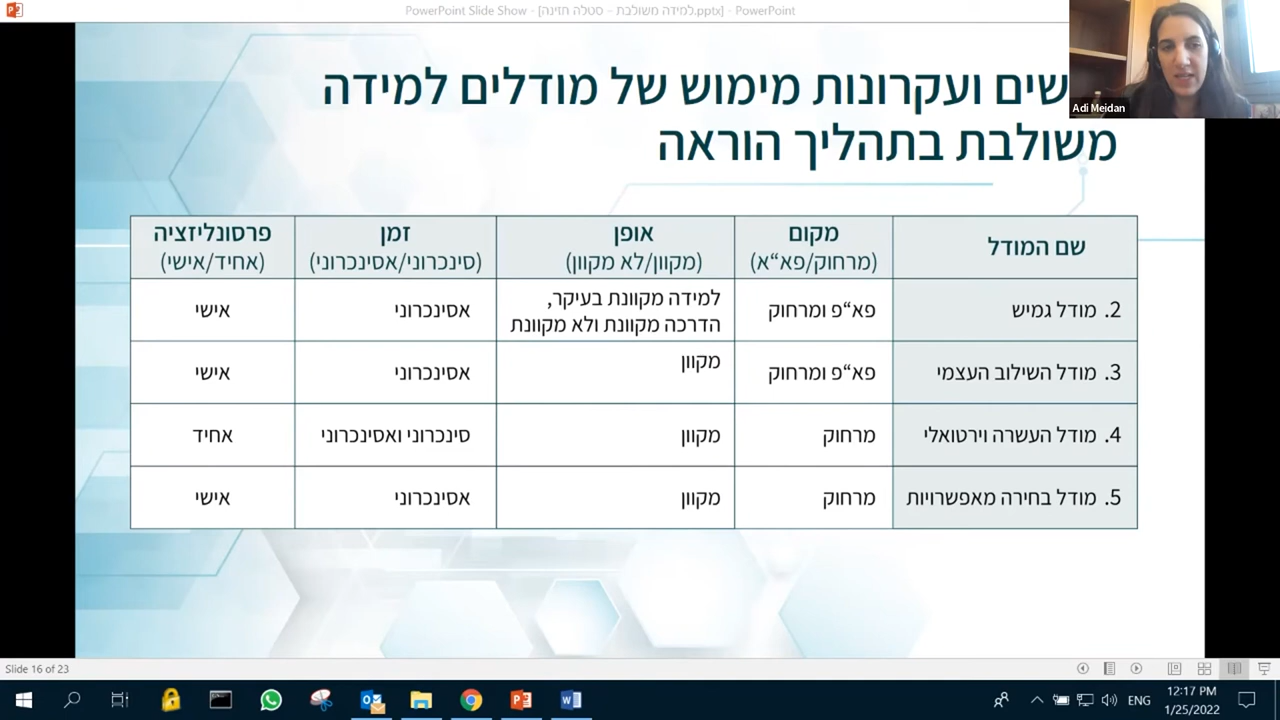 PowerPoint Slide Show - [למידה משולבת – סטלה חזינה.pptx] - PowerPoint
Adi Meidan
ועקרונות מימוש של מודלים למידה
משולבת בתהליך הוראה
שם המודל
מקום
(מרחוק/פא“א)
אופן
(מקוון/לא מקוון)
זמן
(סינכרוני/אסינכרוני)
פרסונליזציה
(אחיד/אישי)
2. מודל גמיש
פא“פ ומרחוק
למידה מקוונת בעיקר,
הדרכה מקוונת ולא מקוונת
אסינכרוני
אישי
3. מודל השילוב העצמי
פא“פ ומרחוק
מקוון
אסינכרוני
אישי
4. מודל העשרה וירטואלי
מרחוק
מקוון
סינכרוני ואסינכרוני
אחיד
5. מודל בחירה מאפשרויות
מרחוק
מקוון
אסינכרוני
אישי
Slide 16 of 23
ENG
12:17 PM
1/25/2022